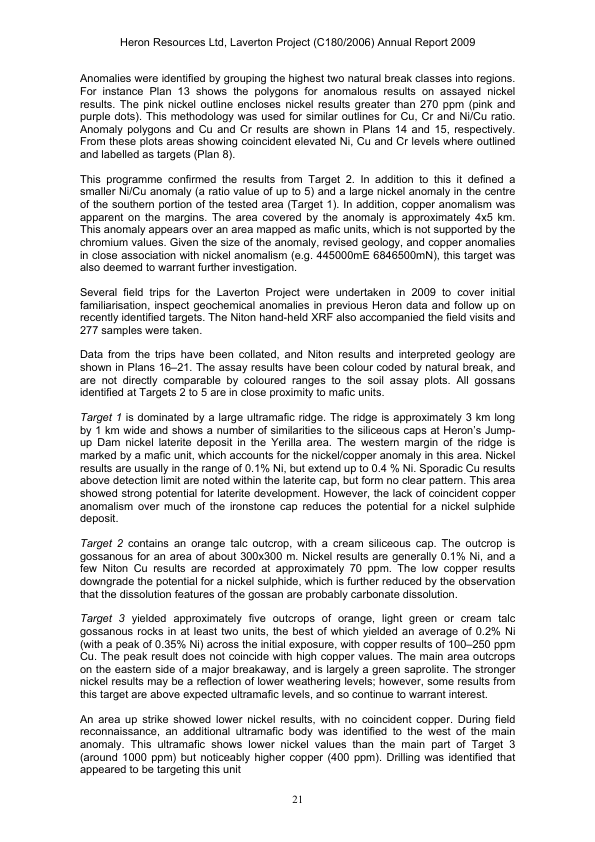 Heron Resources Ltd, Laverton Project (C180/2006) Annual Report 2009
Anomalies were identified by grouping the highest two natural break classes into regions.
For instance Plan 13 shows the polygons for anomalous results on assayed nickel
results. The pink nickel outline encloses nickel results greater than 270 ppm (pink and
purple dots). This methodology was used for similar outlines for Cu, Cr and Ni/Cu ratio.
Anomaly polygons and Cu and Cr results are shown in Plans 14 and 15, respectively.
From these plots areas showing coincident elevated Ni, Cu and Cr levels where outlined
and labelled as targets (Plan 8).
This programme confirmed the results from Target 2. In addition to this it defined a
smaller Ni/Cu anomaly (a ratio value of up to 5) and a large nickel anomaly in the centre
of the southern portion of the tested area (Target 1). In addition, copper anomalism was
apparent on the margins. The area covered by the anomaly is approximately 4x5 km.
This anomaly appears over an area mapped as mafic units, which is not supported by the
chromium values. Given the size of the anomaly, revised geology, and copper anomalies
in close association with nickel anomalism (e.g. 445000mE 6846500mN), this target was
also deemed to warrant further investigation.
Several field trips for the Laverton Project were undertaken in 2009 to cover initial
familiarisation, inspect geochemical anomalies in previous Heron data and follow up on
recently identified targets. The Niton hand-held XRF also accompanied the field visits and
277 samples were taken.
Data from the trips have been collated, and Niton results and interpreted geology are
shown in Plans 16–21. The assay results have been colour coded by natural break, and
are not directly comparable by coloured ranges to the soil assay plots. All gossans
identified at Targets 2 to 5 are in close proximity to mafic units.
Target 1 is dominated by a large ultramafic ridge. The ridge is approximately 3 km long
by 1 km wide and shows a number of similarities to the siliceous caps at Heron's Jump-
up Dam nickel laterite deposit in the Yerilla area. The western margin of the ridge is
marked by a mafic unit, which accounts for the nickel/copper anomaly in this area. Nickel
results are usually in the range of 0.1% Ni, but extend up to 0.4 % Ni. Sporadic Cu results
above detection limit are noted within the laterite cap, but form no clear pattern. This area
showed strong potential for laterite development. However, the lack of coincident copper
anomalism over much of the ironstone cap reduces the potential for a nickel sulphide
deposit.
Target 2 contains an orange talc outcrop, with a cream siliceous cap. The outcrop is
gossanous for an area of about 300x300 m. Nickel results are generally 0.1% Ni, and a
few Niton Cu results are recorded at approximately 70 ppm. The low copper results
downgrade the potential for a nickel sulphide, which is further reduced by the observation
that the dissolution features of the gossan are probably carbonate dissolution.
Target 3 yielded approximately five outcrops of orange, light green or cream talc
gossanous rocks in at least two units, the best of which yielded an average of 0.2% Ni
(with a peak of 0.35% Ni) across the initial exposure, with copper results of 100–250 ppm
Cu. The peak result does not coincide with high copper values. The main area outcrops
on the eastern side of a major breakaway, and is largely a green saprolite. The stronger
nickel results may be a reflection of lower weathering levels; however, some results from
this target are above expected ultramafic levels, and so continue to warrant interest.
An area up strike showed lower nickel results, with no coincident copper. During field
reconnaissance, an additional ultramafic body was identified to the west of the main
anomaly. This ultramafic shows lower nickel values than the main part of Target 3
(around 1000 ppm) but noticeably higher copper (400 ppm). Drilling was identified that
appeared to be targeting this unit
21